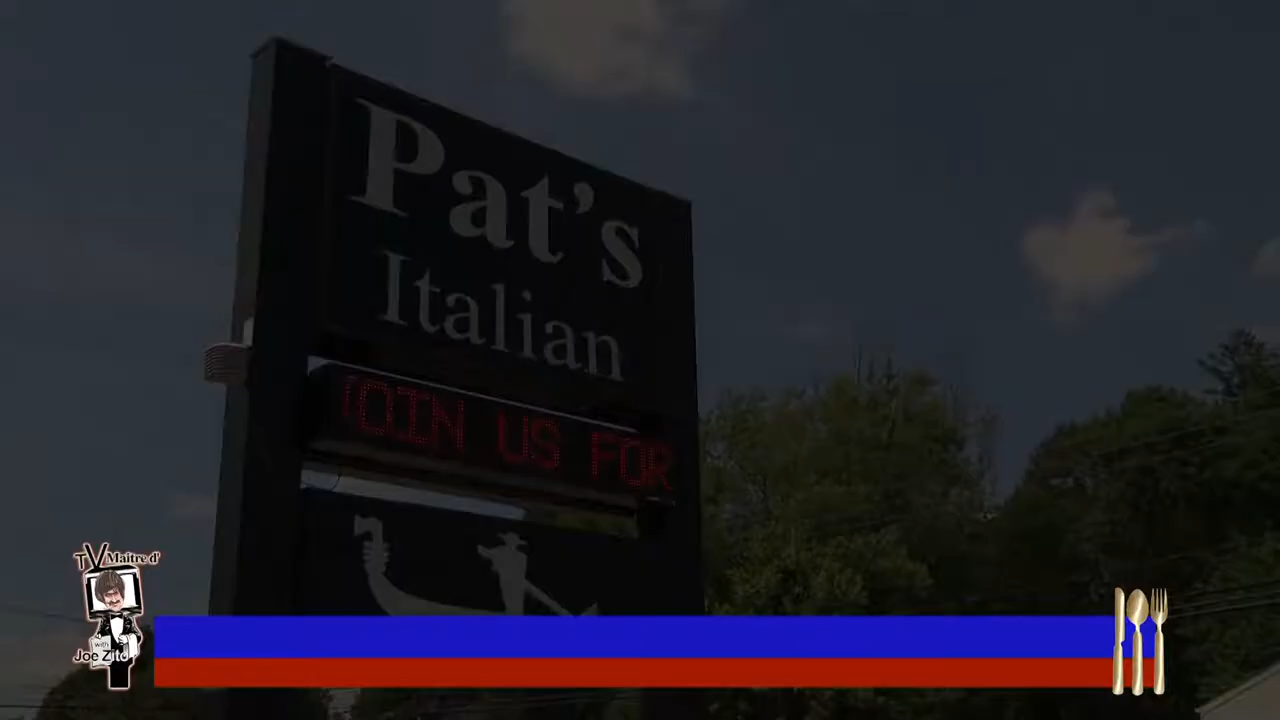 Pat's
Italian
JOIN US FOR
TV Maitre d'
with
Joe Zito